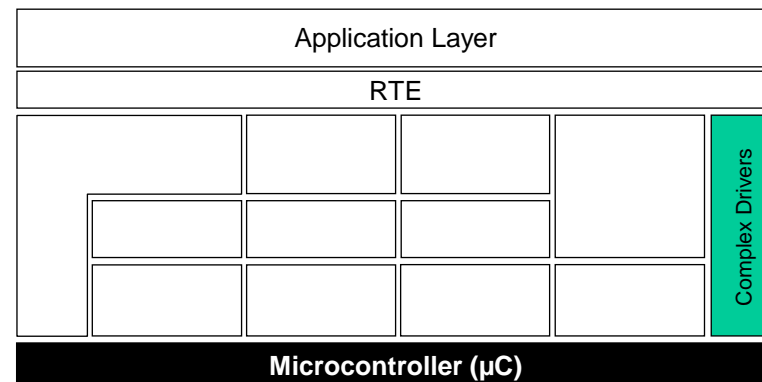 Application Layer
RTE
Complex Drivers
Microcontroller (µC)